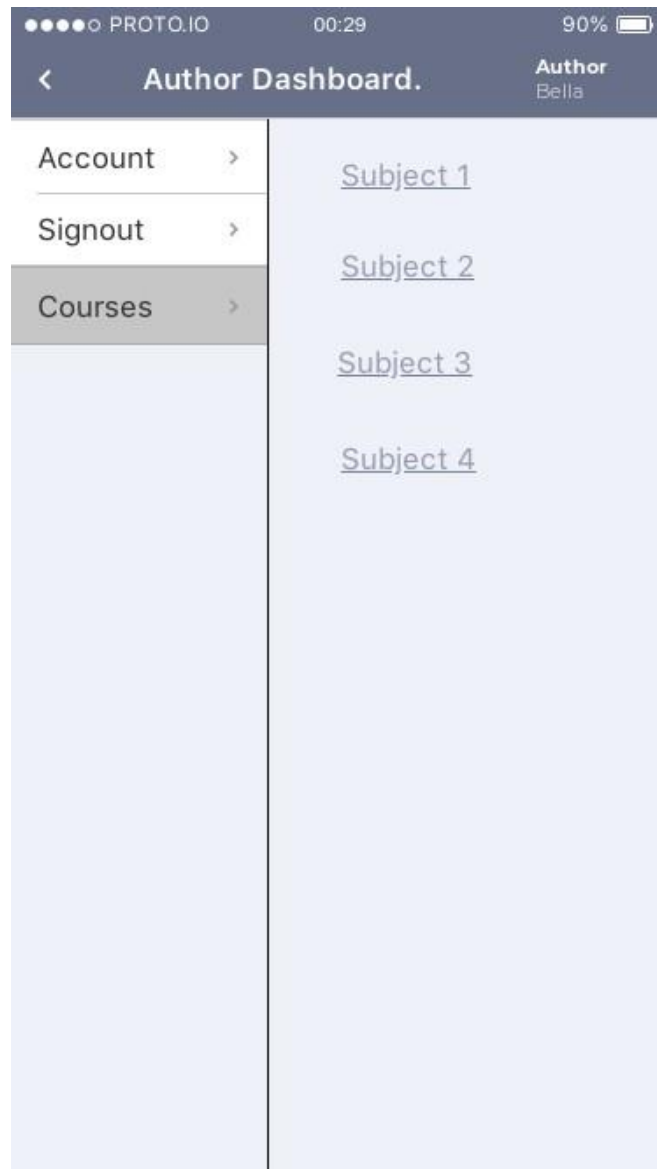 PROTO.IO 00:29 90%
< Author Dashboard. Author
Bella
Account >
Signout >
Courses >
Subject 1
Subject 2
Subject 3
Subject 4